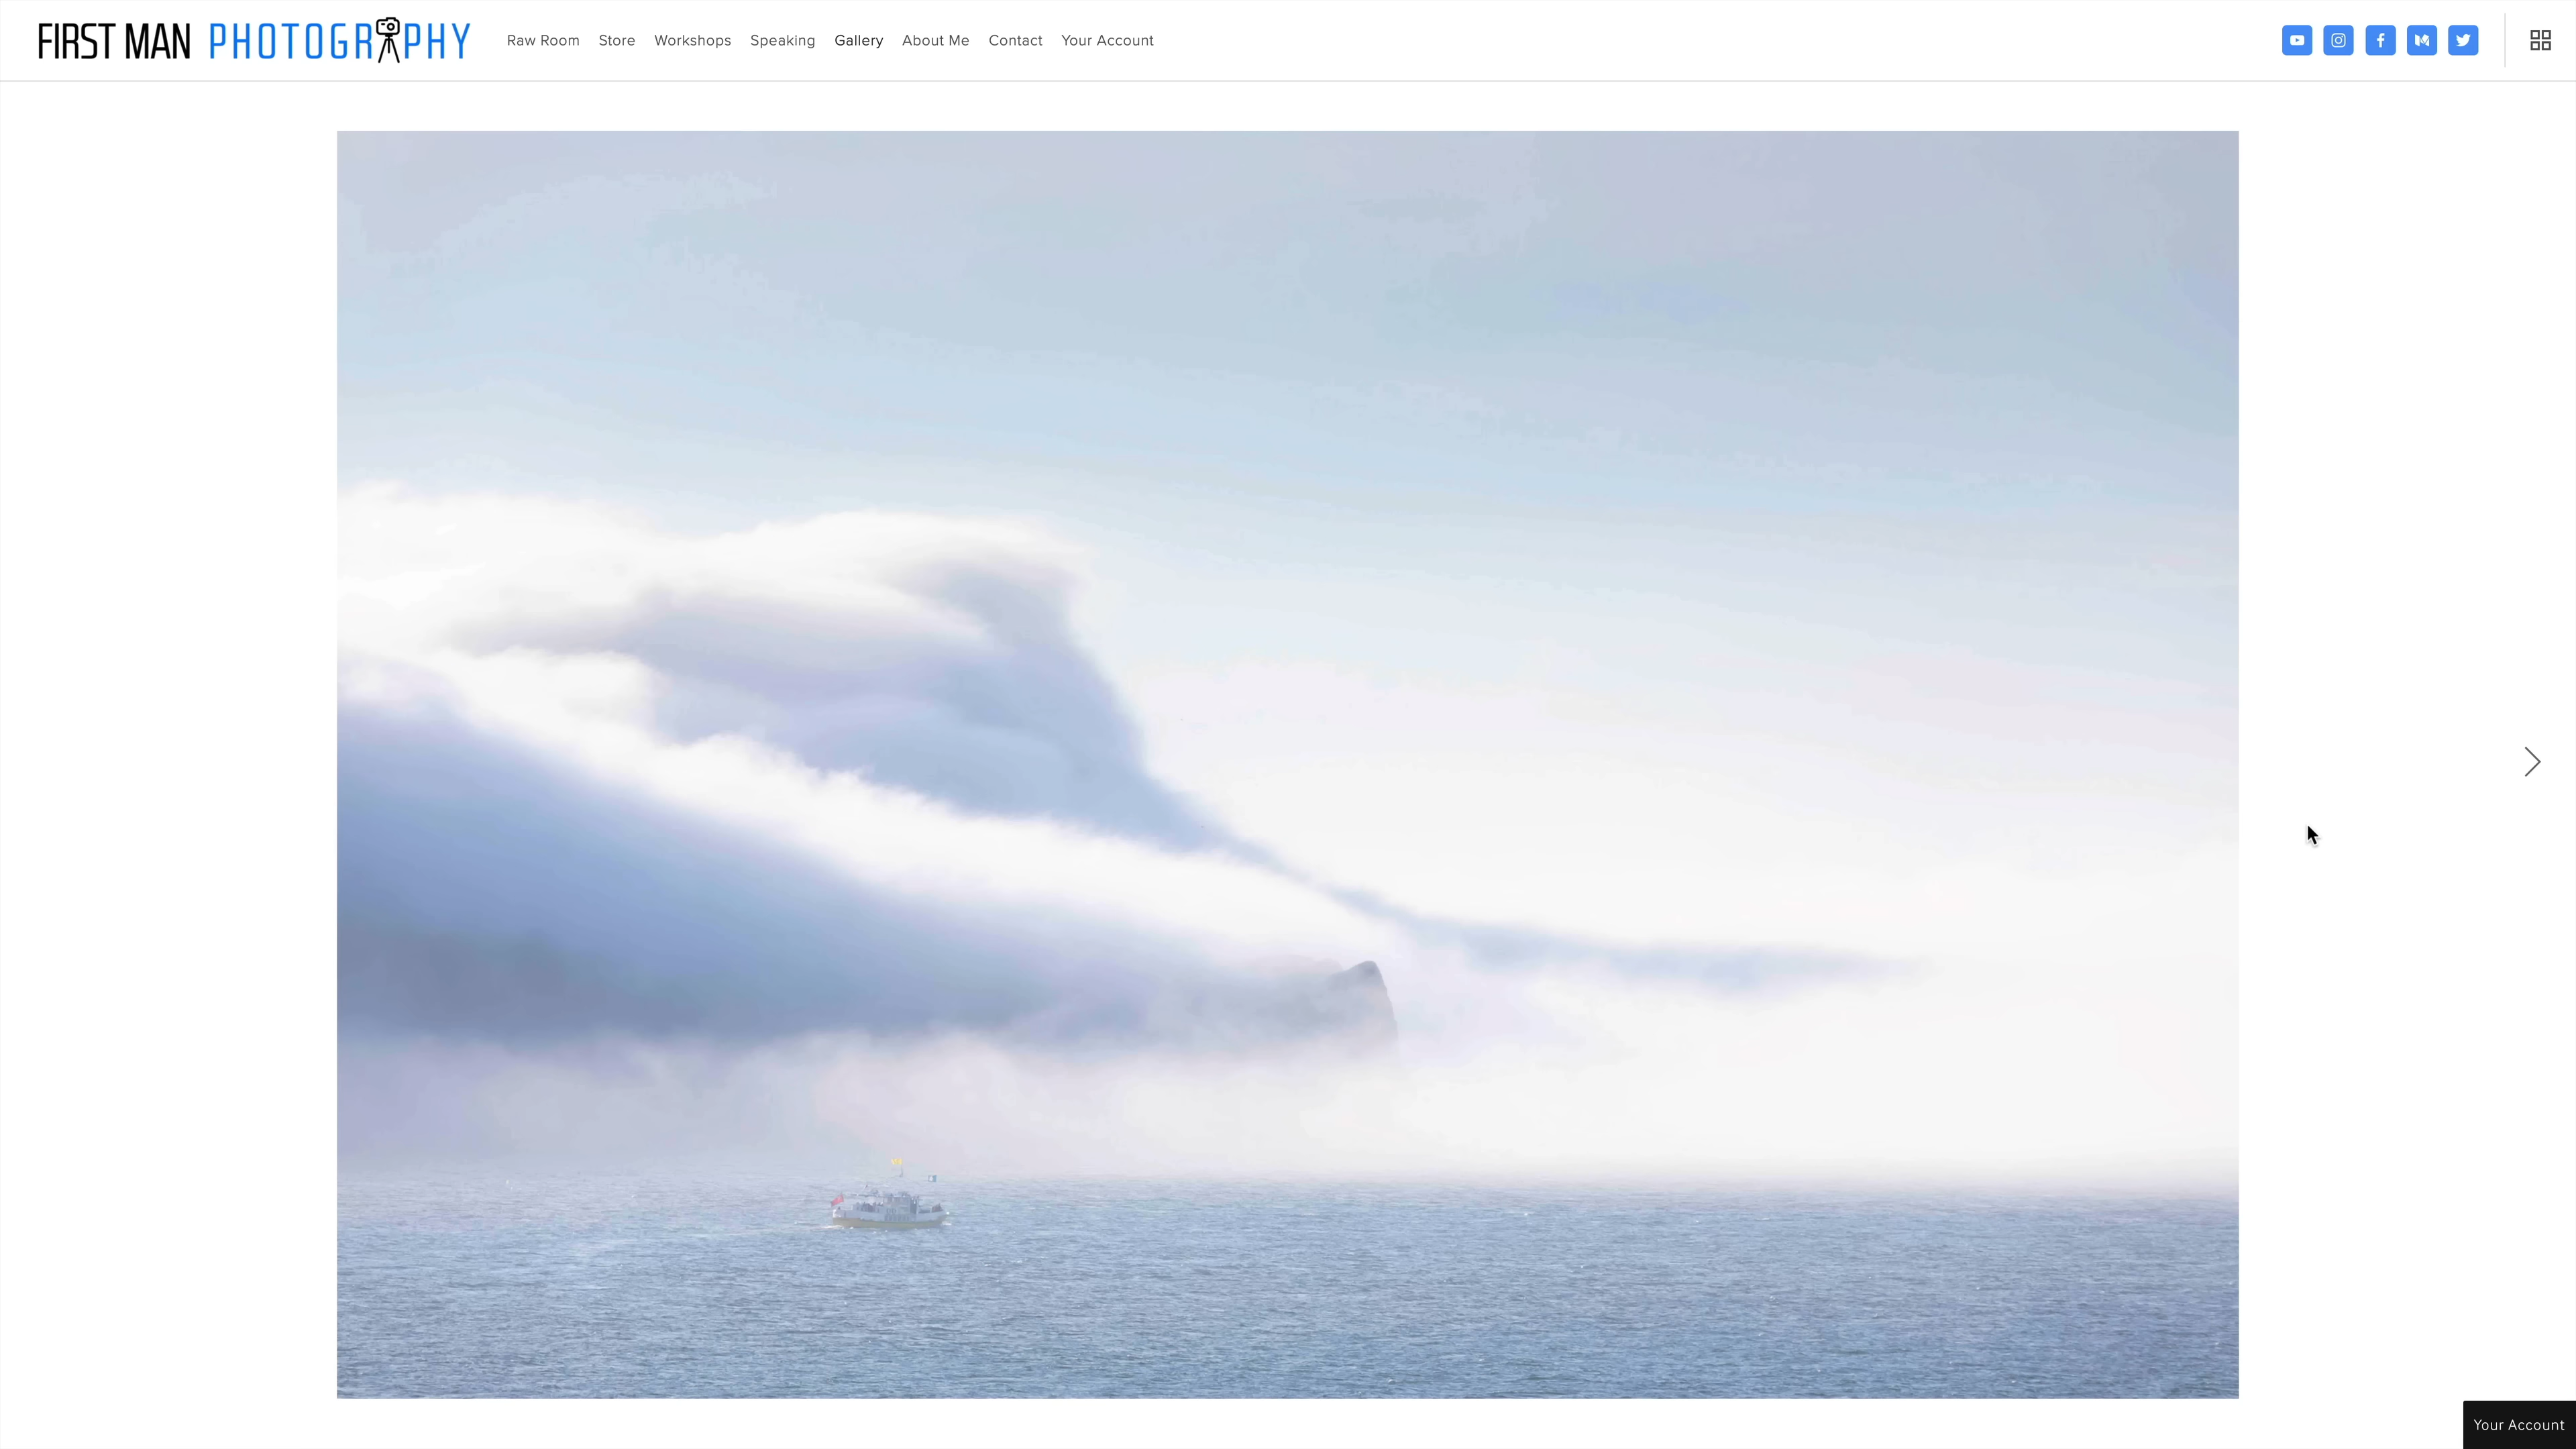 FIRST MAN PHOTOGRAPHY
Raw Room Store Workshops Speaking Gallery About Me Contact Your Account
Your Account